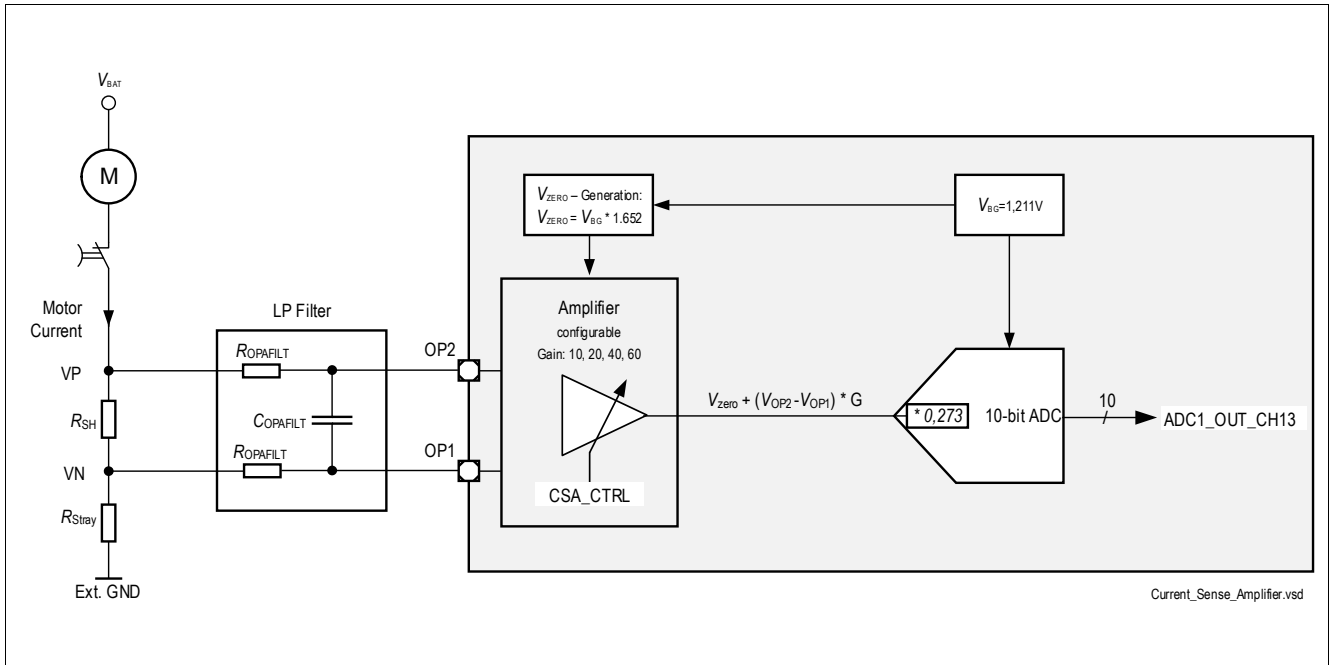 VBAT
M
Motor
Current
VP
RSH
VN
RStray
Ext. GND
LP Filter
ROPAFILT
COPAFILT
ROPAFILT
OP2
OP1
VZERO – Generation:
VZERO = VBG * 1.652
VBG=1,211V
Amplifier
configurable
Gain: 10, 20, 40, 60
CSA_CTRL
Vzero + (VOP2-VOP1) * G
* 0,273
10-bit ADC
10
ADC1_OUT_CH13
Current_Sense_Amplifier.vsd